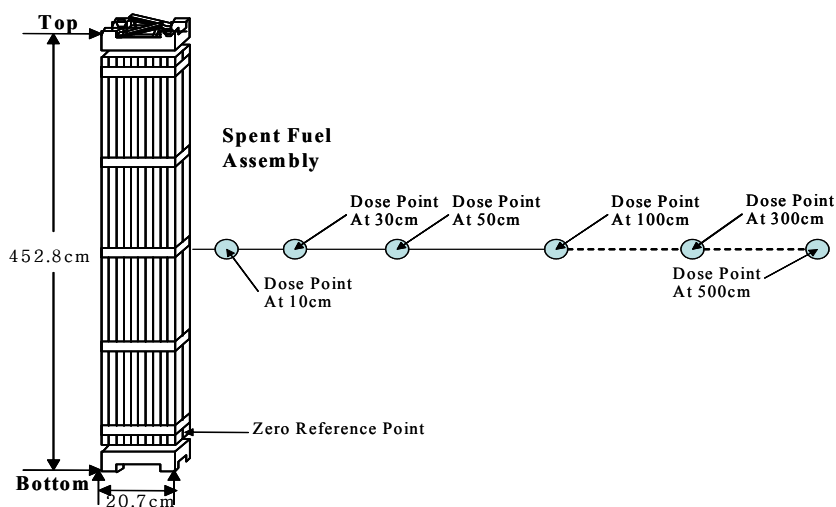 Top
Spent Fuel
Assembly
Dose Point
At 30cm
Dose Point
At 50cm
Dose Point
At 100cm
Dose Point
At 300cm
452.8cm
Dose Point
At 10cm
Dose Point
At 500cm
Zero Reference Point
Bottom
20.7cm